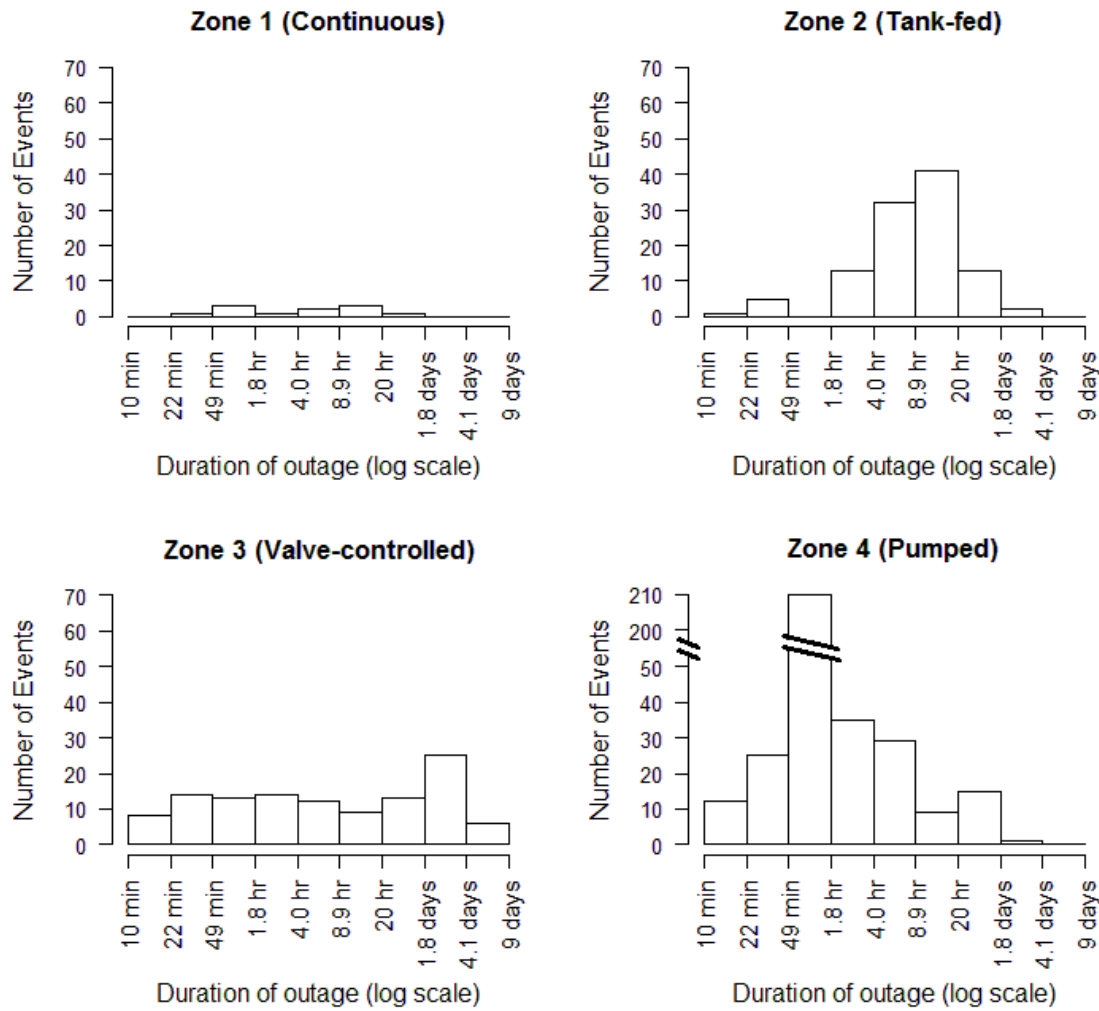 Zone 1 (Continuous)
Number of Events
70
60
50
40
30
20
10
0
10 min
22 min
49 min
1.8 hr
4.0 hr
8.9 hr
20 hr
1.8 days
4.1 days
9 days
Duration of outage (log scale)
Zone 2 (Tank-fed)
Number of Events
70
60
50
40
30
20
10
0
10 min
22 min
49 min
1.8 hr
4.0 hr
8.9 hr
20 hr
1.8 days
4.1 days
9 days
Duration of outage (log scale)
Zone 3 (Valve-controlled)
Number of Events
70
60
50
40
30
20
10
0
10 min
22 min
49 min
1.8 hr
4.0 hr
8.9 hr
20 hr
1.8 days
4.1 days
9 days
Duration of outage (log scale)
Zone 4 (Pumped)
Number of Events
210
200
50
40
30
20
10
0
10 min
22 min
49 min
1.8 hr
4.0 hr
8.9 hr
20 hr
1.8 days
4.1 days
9 days
Duration of outage (log scale)